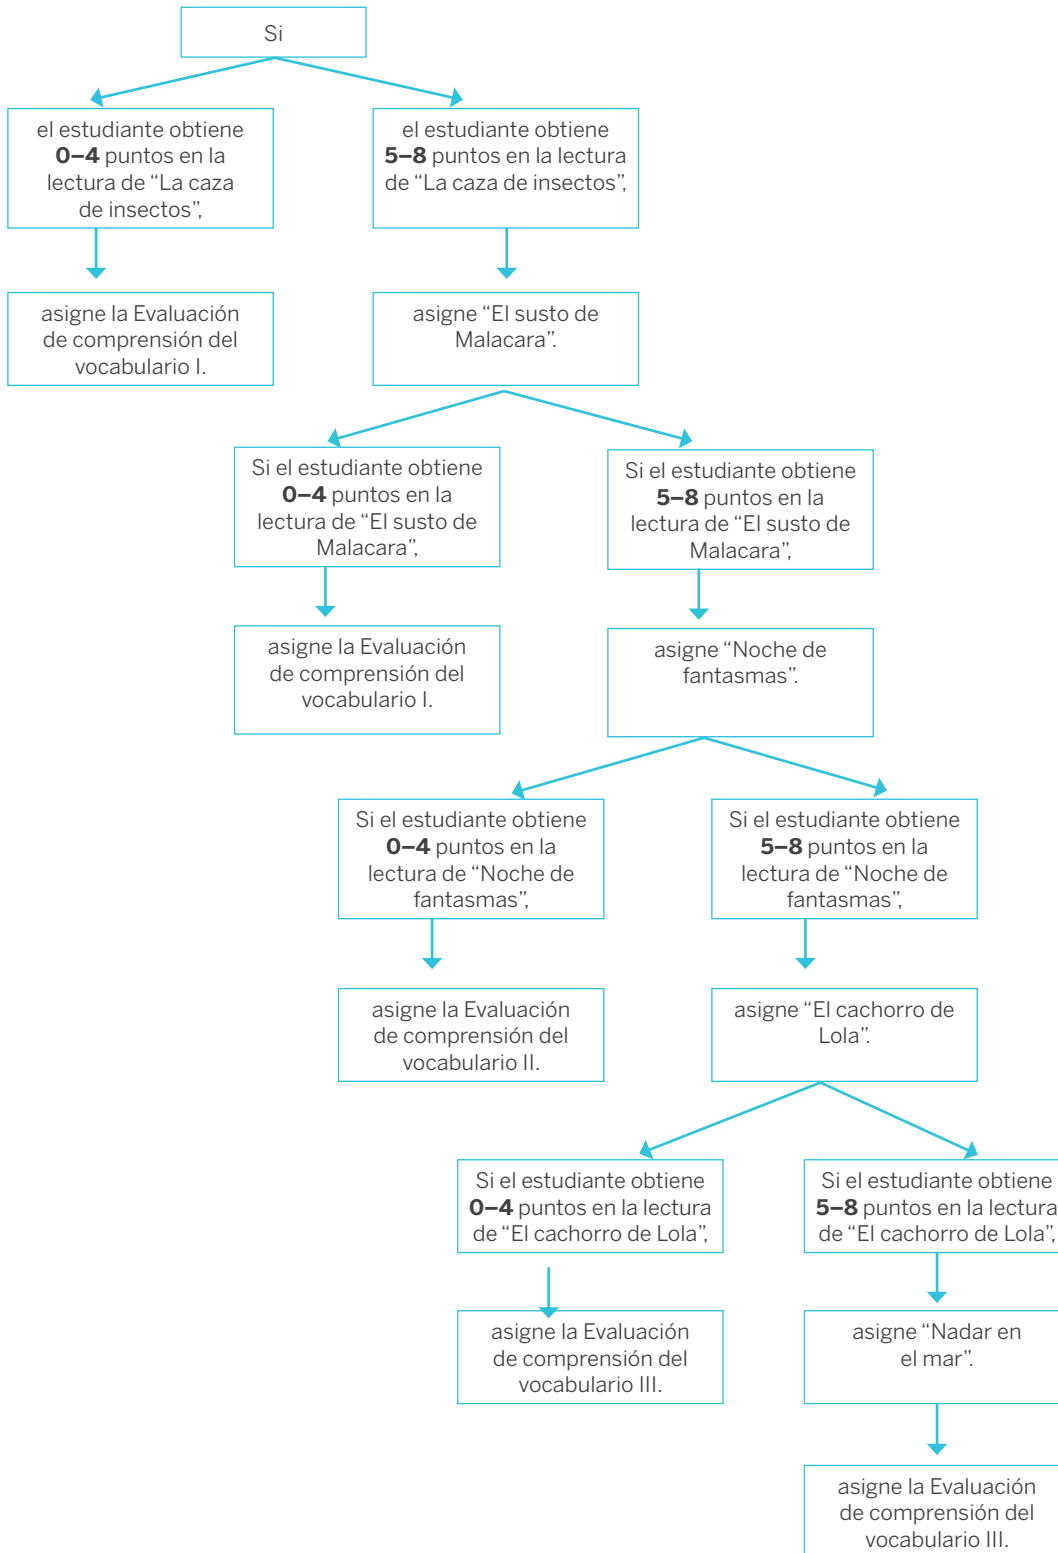 Si
el estudiante obtiene
0–4 puntos en la
lectura de “La caza
de insectos”,
el estudiante obtiene
5–8 puntos en la lectura
de “La caza de insectos”,
asigne la Evaluación
de comprensión del
vocabulario I.
asigne “El susto de
Malacara”.
Si el estudiante obtiene
0–4 puntos en la
lectura de “El susto de
Malacara”,
Si el estudiante obtiene
5–8 puntos en la
lectura de “El susto de
Malacara”,
asigne la Evaluación
de comprensión del
vocabulario I.
asigne “Noche de
fantasmas”.
Si el estudiante obtiene
0–4 puntos en la
lectura de “Noche de
fantasmas”,
Si el estudiante obtiene
5–8 puntos en la
lectura de “Noche de
fantasmas”,
asigne la Evaluación
de comprensión del
vocabulario II.
asigne “El cachorro de
Lola”.
Si el estudiante obtiene
0–4 puntos en la lectura
de “El cachorro de Lola”,
Si el estudiante obtiene
5–8 puntos en la lectura
de “El cachorro de Lola”,
asigne la Evaluación
de comprensión del
vocabulario III.
asigne “Nadar en
el mar”.
asigne la Evaluación
de comprensión del
vocabulario III.